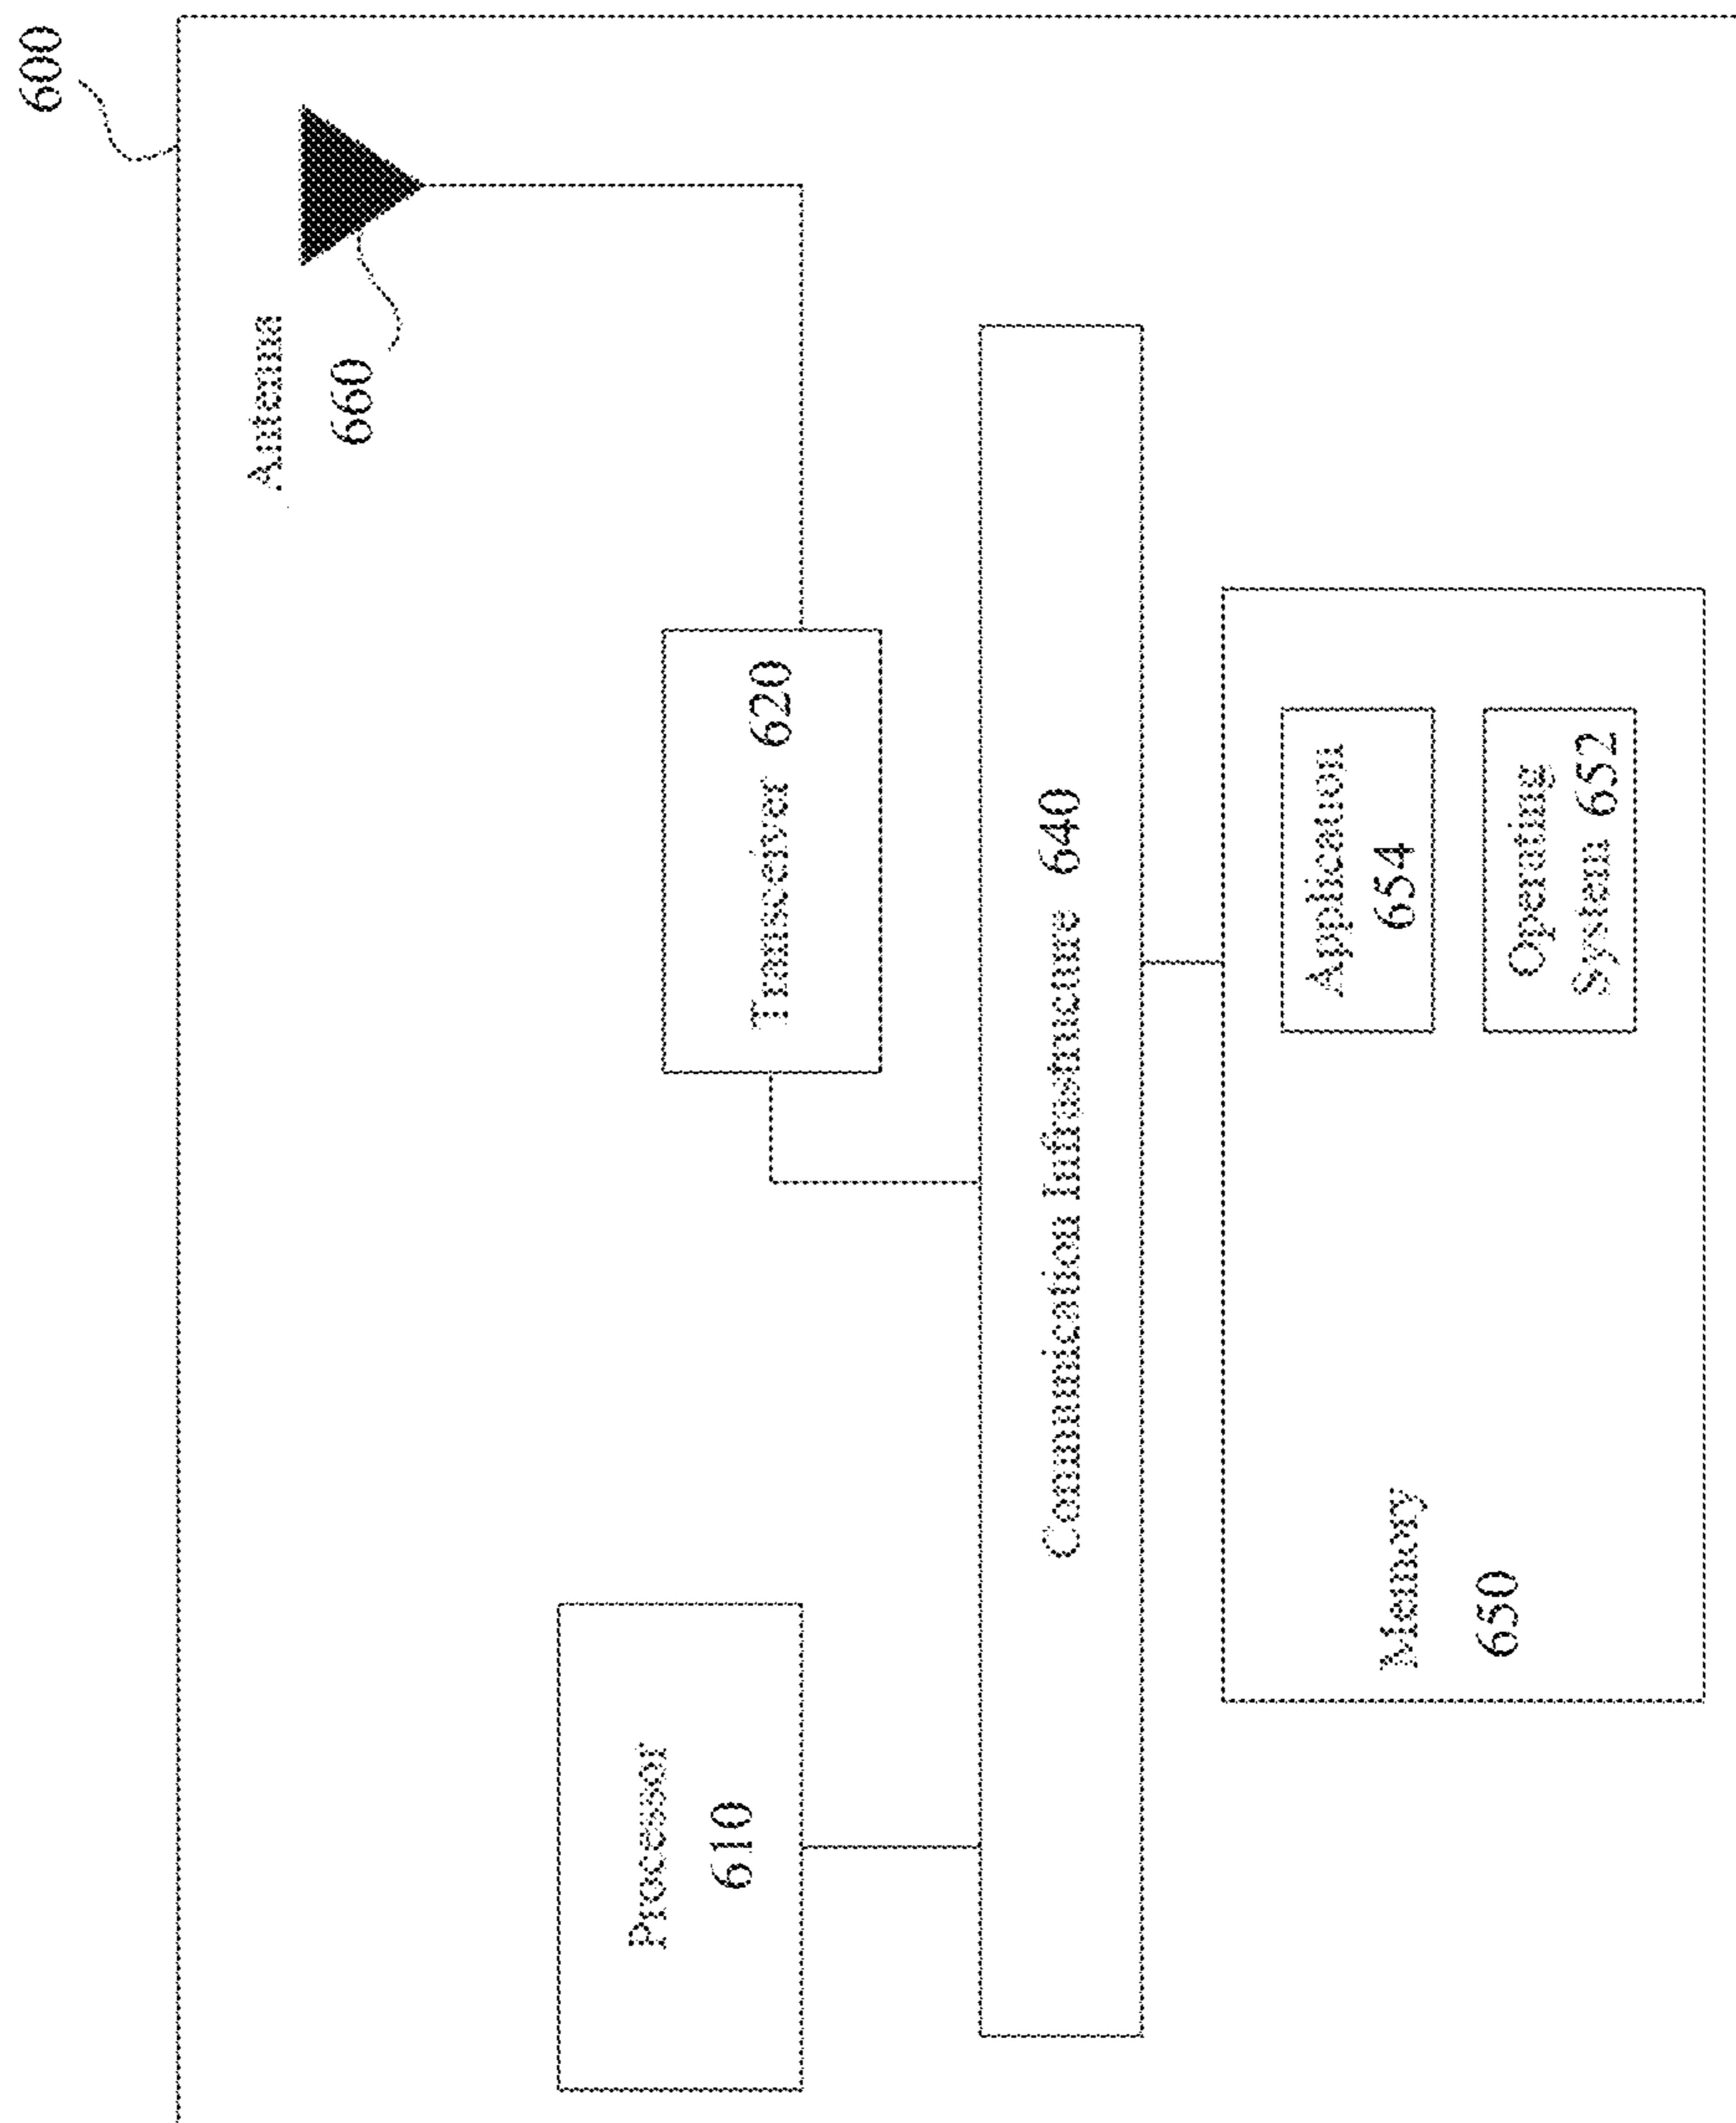 600
Antenna
660
Transceiver 620
Processor
610
Communication Infrastructure 640
Application
654
Memory
650
Operating
System 652